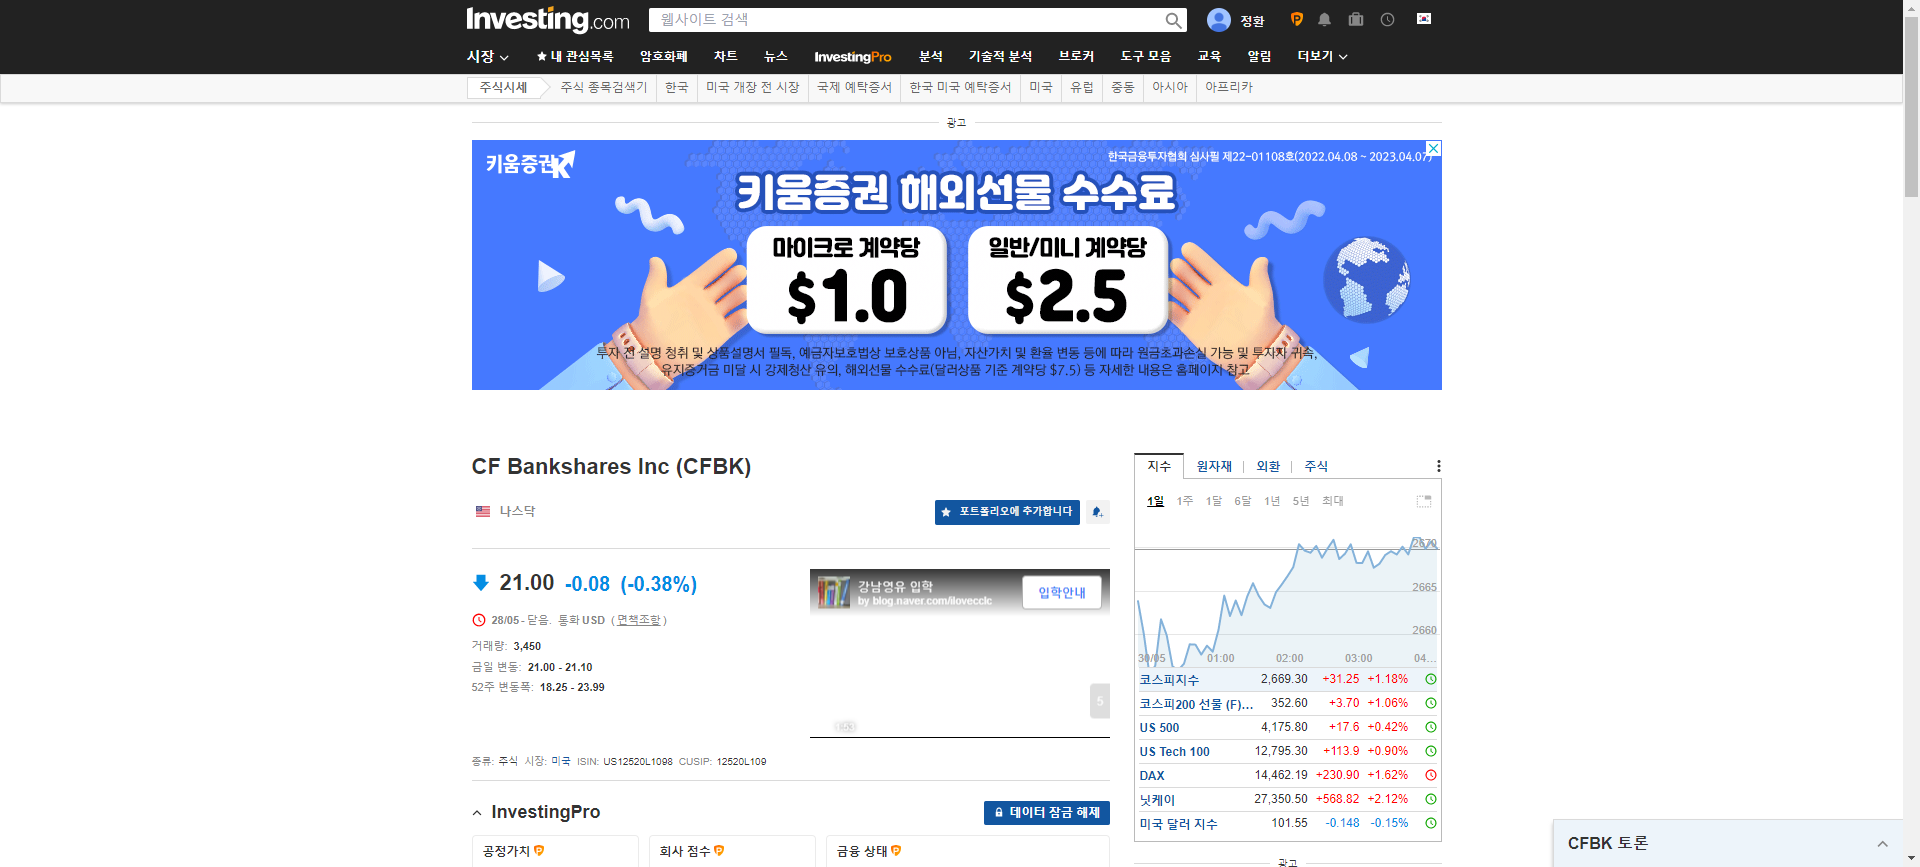 Investing.com
웹사이트 검색
정환
시장
내 관심목록
암호화폐
차트
뉴스
InvestingPro
분석
기술적 분석
브로커
도구 모음
교육
알림
더보기
주식시세
주식 종목검색기
한국
미국 개장 전 시장
국제 예탁증서
한국 미국 예탁증서
미국
유럽
중동
아시아
아프리카
광고
키움증권
한국금융투자협회 심사필 제22-01108호(2022.04.08 ~ 2023.04.07)
키움증권 해외선물 수수료
마이크로 계약당
$1.0
일반/미니 계약당
$2.5
투자 전 설명 청취 및 상품설명서 필독, 예금자보호법상 보호상품 아님, 자산가치 및 환율 변동 등에 따라 원금초과손실 가능 및 투자자 귀속,
유지증거금 미달 시 강제청산 유의, 해외선물 수수료(달러상품 기준 계약당 $7.5) 등 자세한 내용은 홈페이지 참고
CF Bankshares Inc (CFBK)
나스닥
포트폴리오에 추가합니다
21.00 -0.08 (-0.38%)
28/05 - 닫음. 통화 USD (면책조항)
거래량: 3,450
금일 변동: 21.00 - 21.10
52주 변동폭: 18.25 - 23.99
강남영유 입학
by blog.naver.com/ilovecclc
입학안내
5
1:53
종류: 주식 시장: 미국 ISIN: US12520L1098 CUSIP: 12520L109
InvestingPro
데이터 잠금 해제
공정가치
회사 점수
금융 상태
지수
원자재
외환
주식
1일 1주 1달 6달 1년 5년 최대
2670
2665
2660
30/05 01:00 02:00 03:00 04...
코스피지수 2,669.30 +31.25 +1.18%
코스피200 선물 (F)... 352.60 +3.70 +1.06%
US 500 4,175.80 +17.6 +0.42%
US Tech 100 12,795.30 +113.9 +0.90%
DAX 14,462.19 +230.90 +1.62%
닛케이 27,350.50 +568.82 +2.12%
미국 달러 지수 101.55 -0.148 -0.15%
광고
CFBK 토론